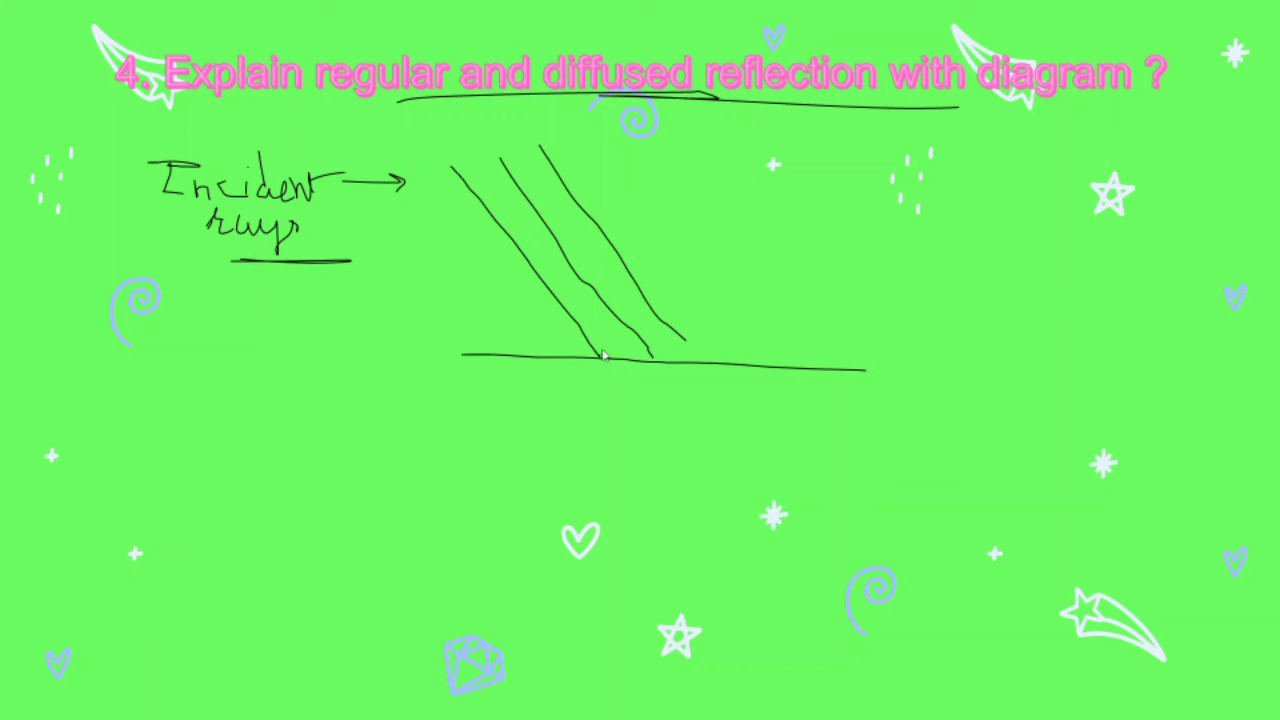 4. Explain regular and diffused reflection with diagram ?
Incident
rays